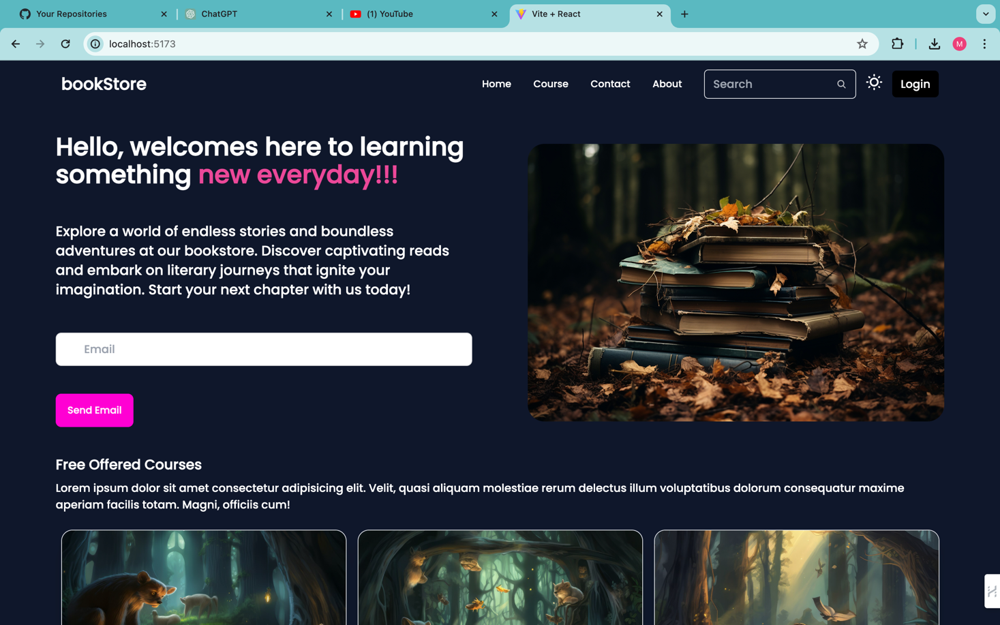 Your Repositories
ChatGPT
(1) YouTube
Vite + React
localhost:5173
M
bookStore
Home
Course
Contact
About
Search
Login
Hello, welcomes here to learning
something new everyday!!!
Explore a world of endless stories and boundless
adventures at our bookstore. Discover captivating reads
and embark on literary journeys that ignite your
imagination. Start your next chapter with us today!
Email
Send Email
Free Offered Courses
Lorem ipsum dolor sit amet consectetur adipisicing elit. Velit, quasi aliquam molestiae rerum delectus illum voluptatibus dolorum consequatur maxime
aperiam facilis totam. Magni, officiis cum!